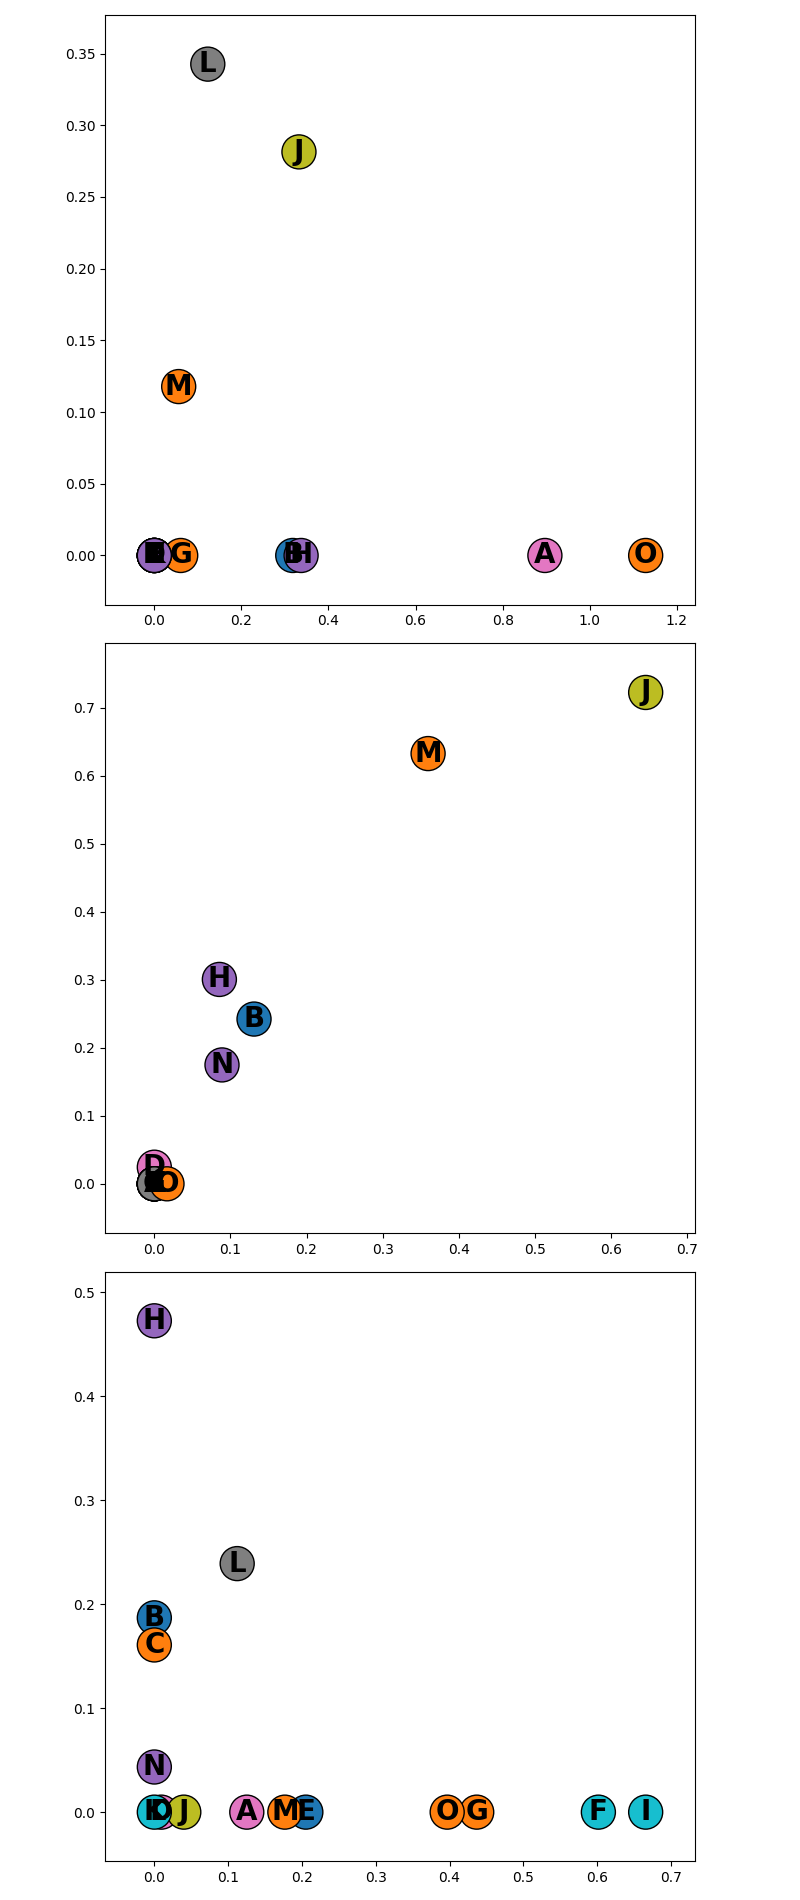 0.35
L
0.30
J
0.25
0.20
0.15
M
0.10
0.05
0.00 G B H A O
0.0 0.2 0.4 0.6 0.8 1.0 1.2
J
0.7
M
0.6
0.5
0.4
0.3 H
B
0.2
N
0.1
D
0.0 O
0.0 0.1 0.2 0.3 0.4 0.5 0.6 0.7
0.5
H
0.4
0.3
L
0.2
B
C
0.1
N
0.0 K J A M E O G F I
0.0 0.1 0.2 0.3 0.4 0.5 0.6 0.7